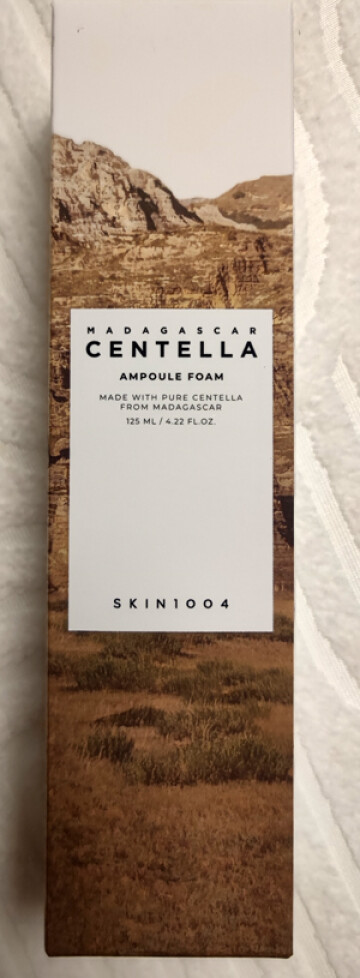 MADAGASCAR
CENTELLA
AMPOULE FOAM
MADE WITH PURE CENTELLA
FROM MADAGASCAR
125 ML / 4.22 FL.OZ.
SKIN1004